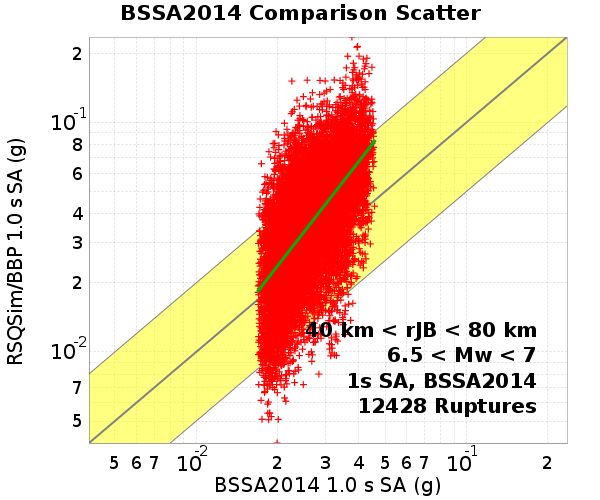 BSSA2014 Comparison Scatter
RSQSim/BBP 1.0 s SA (g)
2
10-1
8
6
4
3
2
10-2
7
5
40 km < rJB < 80 km
6.5 < Mw < 7
1s SA, BSSA2014
12428 Ruptures
5 6 7 10-2 2 3 4 5 6 7 10-1 2
BSSA2014 1.0 s SA (g)